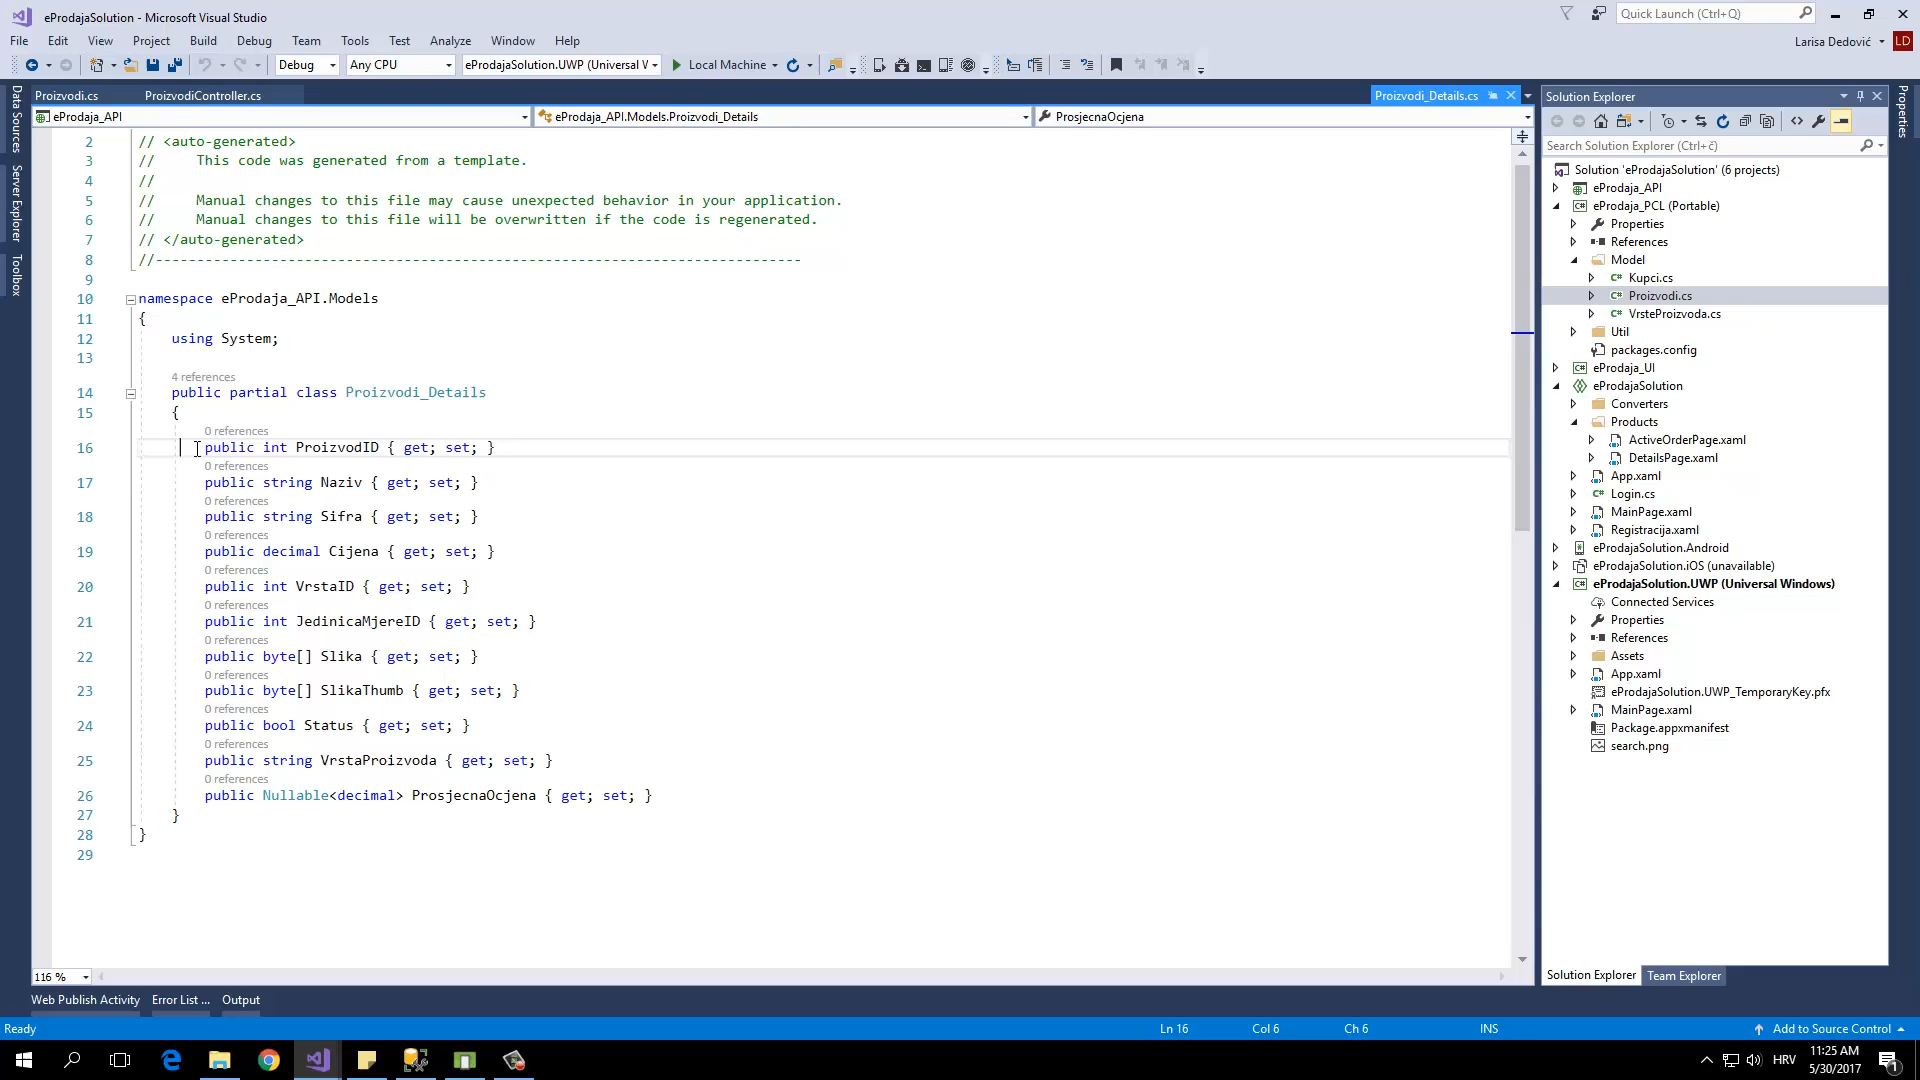 eProdajaSolution - Microsoft Visual Studio
Quick Launch (Ctrl+Q)
File Edit View Project Build Debug Team Tools Test Analyze Window Help
Larisa Dedović LD
Debug Any CPU eProdajaSolution.UWP (Universal V Local Machine
Proizvodi.cs ProizvodiController.cs Proizvodi_Details.cs
eProdaja_API eProdaja_API.Models.Proizvodi_Details ProsjecnaOcjena
Data Sources
Server Explorer
Toolbox
2 // <auto-generated>
3 // This code was generated from a template.
4 //
5 // Manual changes to this file may cause unexpected behavior in your application.
6 // Manual changes to this file will be overwritten if the code is regenerated.
7 // </auto-generated>
8 //------------------------------------------------------------------------------
9
10 namespace eProdaja_API.Models
11 {
12 using System;
13
4 references
14 public partial class Proizvodi_Details
15 {
0 references
16 public int ProizvodID { get; set; }
0 references
17 public string Naziv { get; set; }
0 references
18 public string Sifra { get; set; }
0 references
19 public decimal Cijena { get; set; }
0 references
20 public int VrstaID { get; set; }
0 references
21 public int JedinicaMjereID { get; set; }
0 references
22 public byte[] Slika { get; set; }
0 references
23 public byte[] SlikaThumb { get; set; }
0 references
24 public bool Status { get; set; }
0 references
25 public string VrstaProizvoda { get; set; }
0 references
26 public Nullable<decimal> ProsjecnaOcjena { get; set; }
27 }
28 }
29
116 %
Solution Explorer
Search Solution Explorer (Ctrl+č)
Solution 'eProdajaSolution' (6 projects)
eProdaja_API
eProdaja_PCL (Portable)
Properties
References
Model
Kupci.cs
Proizvodi.cs
VrsteProizvoda.cs
Util
packages.config
eProdaja_UI
eProdajaSolution
Converters
Products
ActiveOrderPage.xaml
DetailsPage.xaml
App.xaml
Login.cs
MainPage.xaml
Registracija.xaml
eProdajaSolution.Android
eProdajaSolution.iOS (unavailable)
eProdajaSolution.UWP (Universal Windows)
Connected Services
Properties
References
Assets
App.xaml
eProdajaSolution.UWP_TemporaryKey.pfx
MainPage.xaml
Package.appxmanifest
search.png
Solution Explorer Team Explorer
Properties
Web Publish Activity Error List ... Output
Ready Ln 16 Col 6 Ch 6 INS Add to Source Control
HRV 11:25 AM
5/30/2017
1